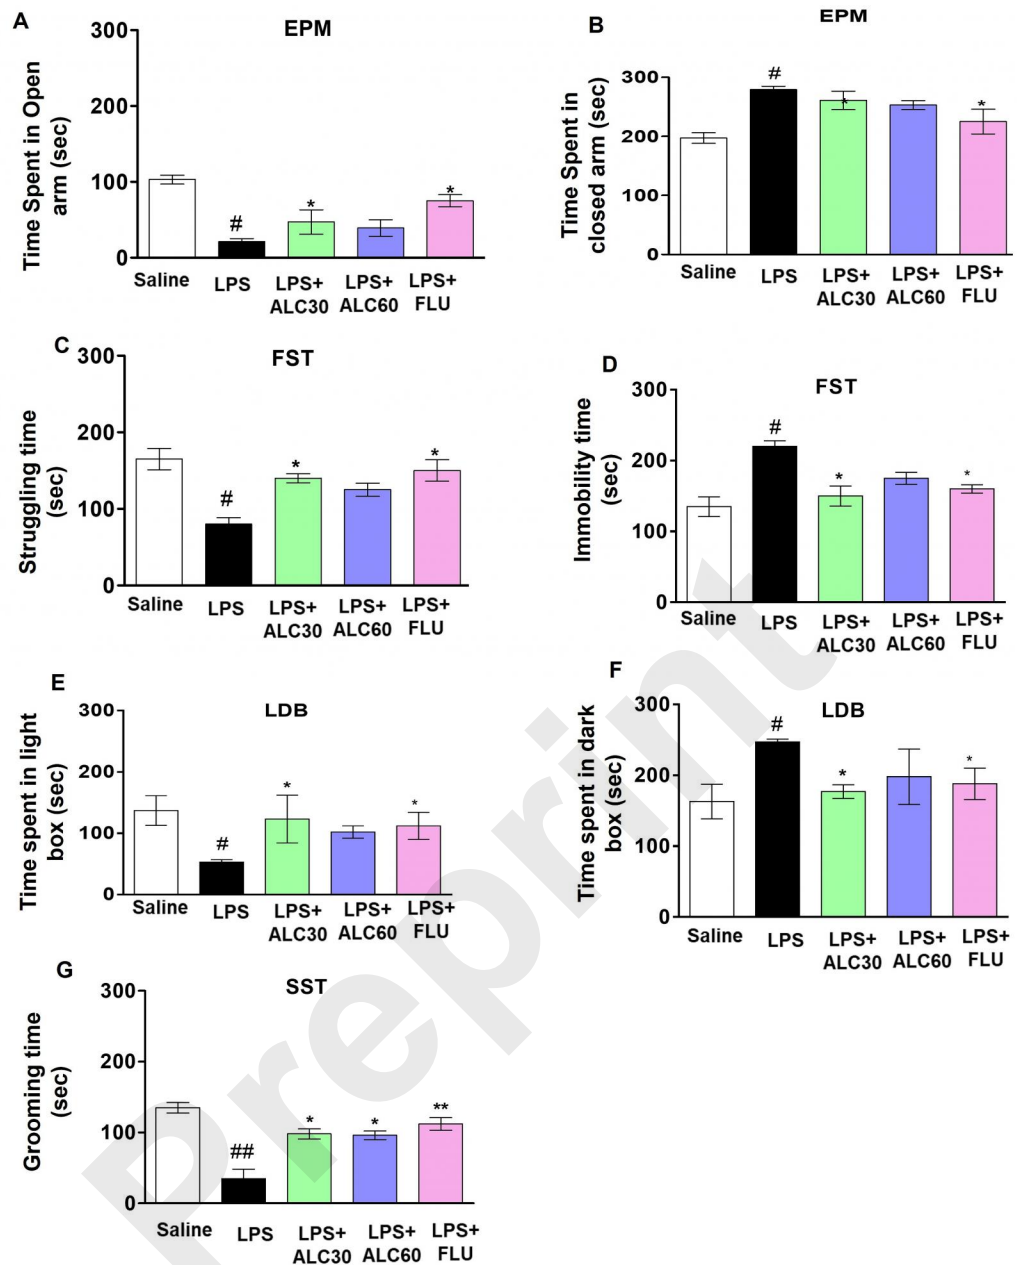 A
EPM
Time Spent in Open
arm (sec)
300
200
100
0
#
*
*
Saline
LPS
LPS+
ALC30
LPS+
ALC60
LPS+
FLU
B
EPM
Time Spent in
closed arm (sec)
300
200
100
0
#
*
*
Saline
LPS
LPS+
ALC30
LPS+
ALC60
LPS+
FLU
C
FST
Struggling time
(sec)
300
200
100
0
#
*
*
Saline
LPS
LPS+
ALC30
LPS+
ALC60
LPS+
FLU
D
FST
Immobility time
(sec)
300
200
100
0
#
*
*
Saline
LPS
LPS+
ALC30
LPS+
ALC60
LPS+
FLU
E
LDB
Time spent in light
box (sec)
300
200
100
0
#
*
*
Saline
LPS
LPS+
ALC30
LPS+
ALC60
LPS+
FLU
F
LDB
Time spent in dark
box (sec)
300
200
100
0
#
*
*
Saline
LPS
LPS+
ALC30
LPS+
ALC60
LPS+
FLU
G
SST
Grooming time
(sec)
300
200
100
0
##
*
*
**
Saline
LPS
LPS+
ALC30
LPS+
ALC60
LPS+
FLU
Preprint